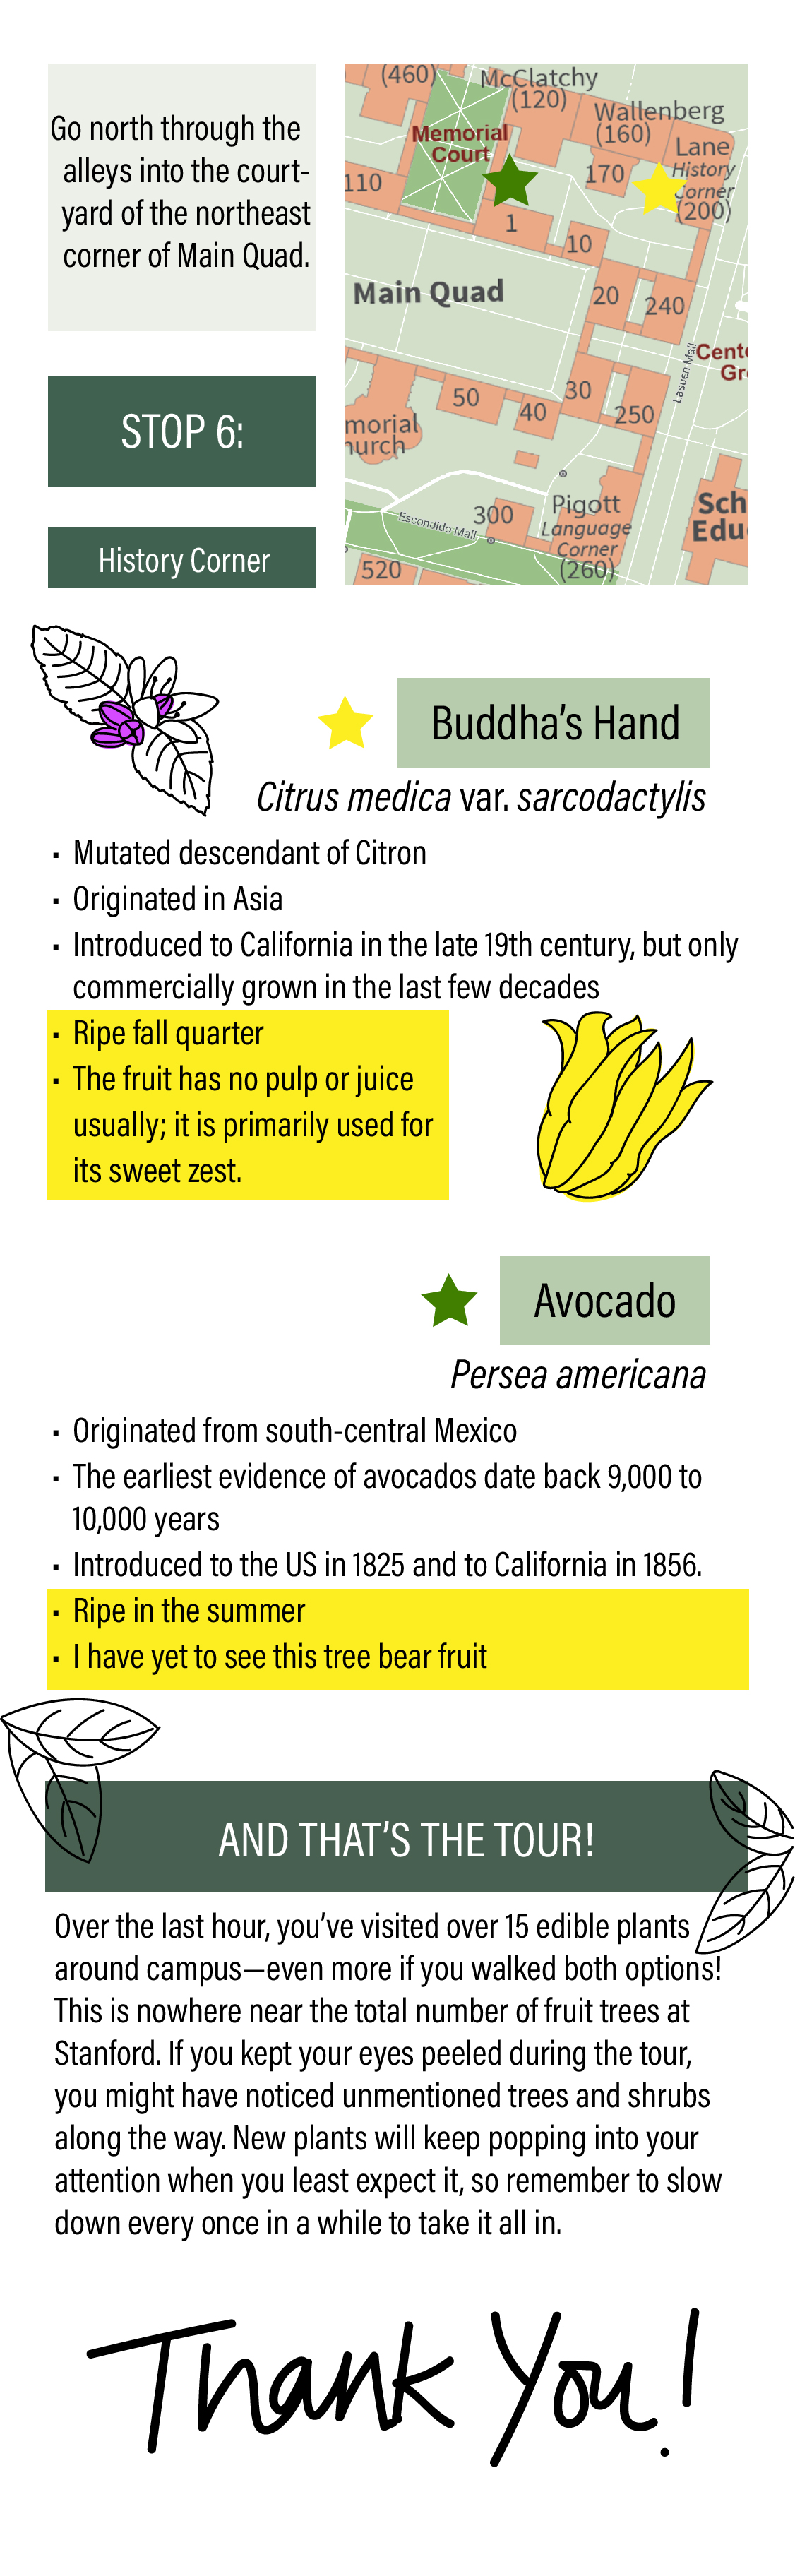 Go north through the
alleys into the court-
yard of the northeast
corner of Main Quad.
STOP 6:
History Corner
(460)
McClatchy
(120)
Wallenberg
(160)
Memorial
Court
Lane
History
Corner
(200)
110
170
1
10
Main Quad
20
240
Cente
Gr
Lasuen Mall
50
40
30
250
morial
hurch
Escondido Mall
300
Pigott
Language
Corner
(260)
Sch
Edu
520
Buddha’s Hand
Citrus medica var. sarcodactylis
· Mutated descendant of Citron
· Originated in Asia
· Introduced to California in the late 19th century, but only
commercially grown in the last few decades
· Ripe fall quarter
· The fruit has no pulp or juice
usually; it is primarily used for
its sweet zest.
Avocado
Persea americana
· Originated from south-central Mexico
· The earliest evidence of avocados date back 9,000 to
10,000 years
· Introduced to the US in 1825 and to California in 1856.
· Ripe in the summer
· I have yet to see this tree bear fruit
AND THAT’S THE TOUR!
Over the last hour, you’ve visited over 15 edible plants
around campus—even more if you walked both options!
This is nowhere near the total number of fruit trees at
Stanford. If you kept your eyes peeled during the tour,
you might have noticed unmentioned trees and shrubs
along the way. New plants will keep popping into your
attention when you least expect it, so remember to slow
down every once in a while to take it all in.
Thank You!